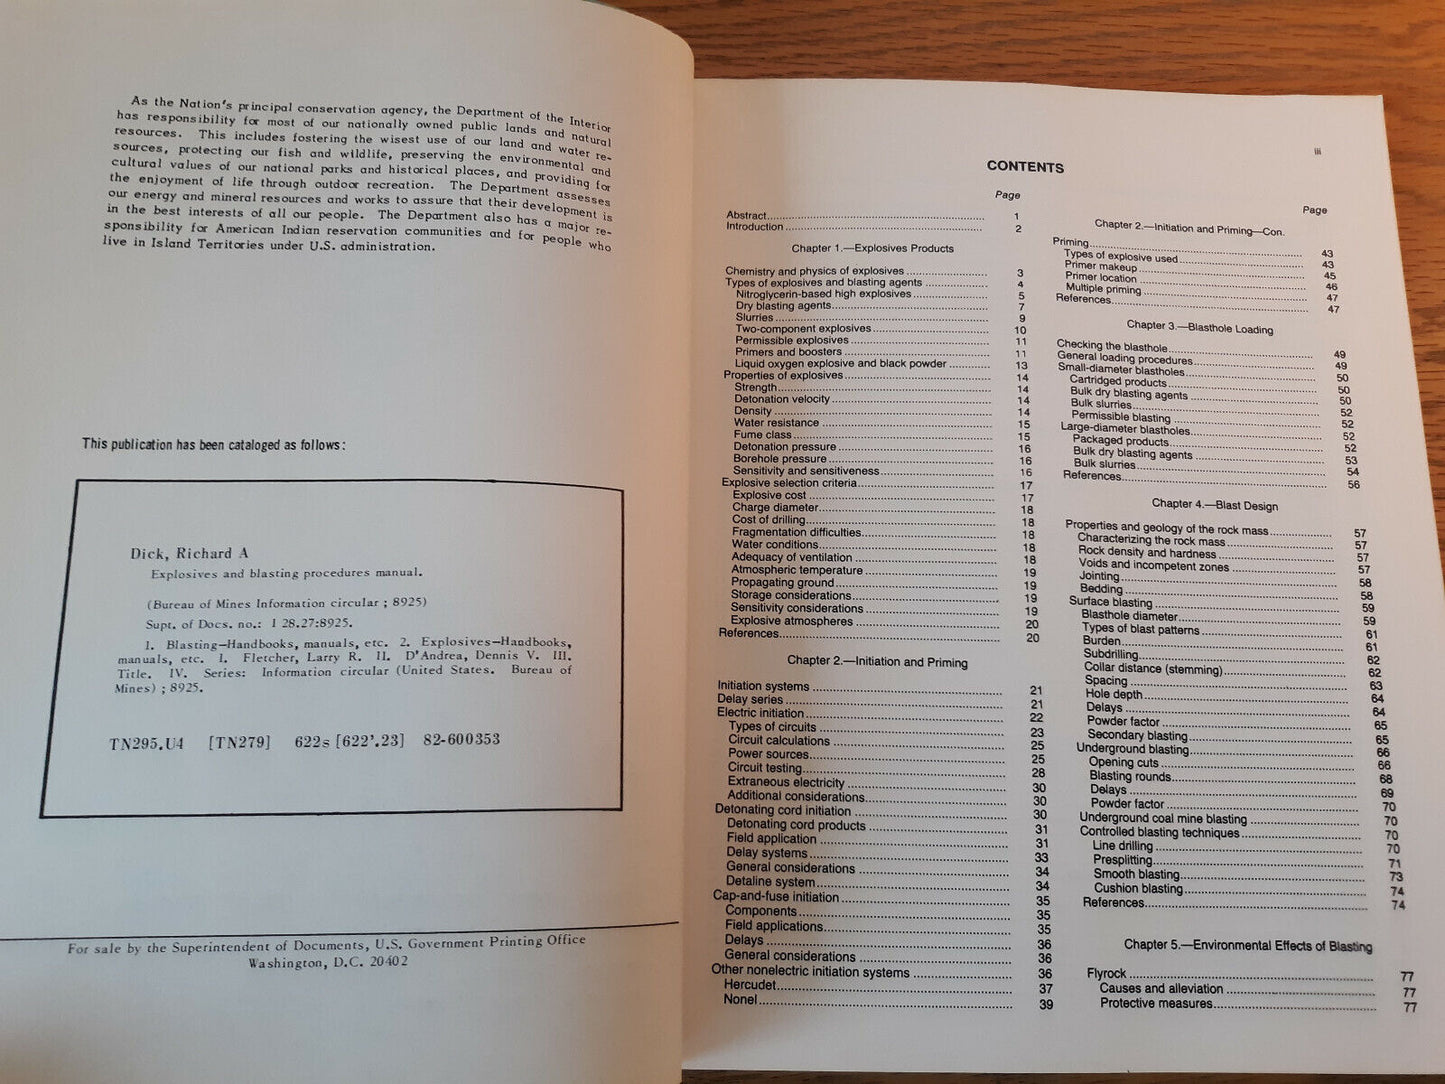 As the Nation's principal conservation agency, the Department of the Interior
has responsibility for most of our nationally owned public lands and natural
resources. This includes fostering the wisest use of our land and water re-
sources, protecting our fish and wildlife, preserving the environmental and
cultural values of our national parks and historical places, and providing for
the enjoyment of life through outdoor recreation. The Department assesses
our energy and mineral resources and works to assure that their development is
in the best interests of all our people. The Department also has a major re-
sponsibility for American Indian reservation communities and for people who
live in Island Territories under U.S. administration.
This publication has been cataloged as follows:
Dick, Richard A
Explosives and blasting procedures manual.
(Bureau of Mines Information circular ; 8925)
Supt. of Docs. no.: I 28.27:8925.
1. Blasting—Handbooks, manuals, etc. 2. Explosives—Handbooks,
manuals, etc. I. Fletcher, Larry R. II. D'Andrea, Dennis V. III.
Title. IV. Series: Information circular (United States. Bureau of
Mines) ; 8925.
TN295.U4 [TN279] 622s [622'.23] 82-600353
For sale by the Superintendent of Documents, U.S. Government Printing Office
Washington, D.C. 20402
iii
CONTENTS
Page
Abstract 1
Introduction 2
Chapter 1.—Explosives Products
Chemistry and physics of explosives 3
Types of explosives and blasting agents 4
Nitroglycerin-based high explosives 5
Dry blasting agents 7
Slurries 9
Two-component explosives 10
Permissible explosives 11
Primers and boosters 11
Liquid oxygen explosive and black powder 13
Properties of explosives 14
Strength 14
Detonation velocity 14
Density 14
Water resistance 15
Fume class 15
Detonation pressure 16
Borehole pressure 16
Sensitivity and sensitiveness 16
Explosive selection criteria 17
Explosive cost 17
Charge diameter 18
Cost of drilling 18
Fragmentation difficulties 18
Water conditions 18
Adequacy of ventilation 18
Atmospheric temperature 19
Propagating ground 19
Storage considerations 19
Sensitivity considerations 19
Explosive atmospheres 20
References 20
Chapter 2.—Initiation and Priming
Initiation systems 21
Delay series 21
Electric initiation 22
Types of circuits 23
Circuit calculations 25
Power sources 25
Circuit testing 28
Extraneous electricity 30
Additional considerations 30
Detonating cord initiation 30
Detonating cord products 31
Field application 31
Delay systems 33
General considerations 34
Detaline system 34
Cap-and-fuse initiation 35
Components 35
Field applications 35
Delays 36
General considerations 36
Other nonelectric initiation systems 36
Hercudet 37
Nonel 39
Page
Chapter 2.—Initiation and Priming—Con.
Priming 43
Types of explosive used 43
Primer makeup 45
Primer location 46
Multiple priming 47
References 47
Chapter 3.—Blasthole Loading
Checking the blasthole 49
General loading procedures 49
Small-diameter blastholes 50
Cartridged products 50
Bulk dry blasting agents 50
Bulk slurries 52
Permissible blasting 52
Large-diameter blastholes 52
Packaged products 52
Bulk dry blasting agents 53
Bulk slurries 54
References 56
Chapter 4.—Blast Design
Properties and geology of the rock mass 57
Characterizing the rock mass 57
Rock density and hardness 57
Voids and incompetent zones 57
Jointing 58
Bedding 58
Surface blasting 59
Blasthole diameter 59
Types of blast patterns 61
Burden 61
Subdrilling 62
Collar distance (stemming) 62
Spacing 63
Hole depth 64
Delays 64
Powder factor 65
Secondary blasting 65
Underground blasting 66
Opening cuts 66
Blasting rounds 68
Delays 69
Powder factor 70
Underground coal mine blasting 70
Controlled blasting techniques 70
Line drilling 70
Presplitting 71
Smooth blasting 73
Cushion blasting 74
References 74
Chapter 5.—Environmental Effects of Blasting
Flyrock 77
Causes and alleviation 77
Protective measures 77